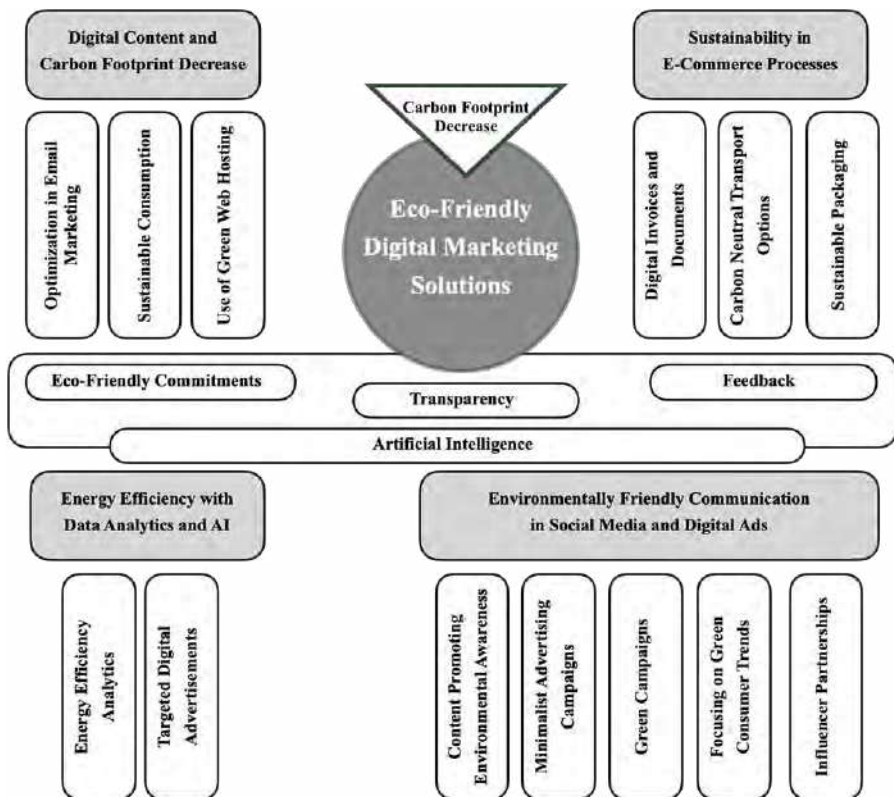 Digital Content and
Carbon Footprint Decrease
Optimization in Email
Marketing
Sustainable Consumption
Use of Green Web Hosting
Carbon Footprint
Decrease
Eco-Friendly
Digital Marketing
Solutions
Sustainability in
E-Commerce Processes
Digital Invoices and
Documents
Carbon Neutral Transport
Options
Sustainable Packaging
Eco-Friendly Commitments
Transparency
Feedback
Artificial Intelligence
Energy Efficiency with
Data Analytics and AI
Energy Efficiency
Analytics
Targeted Digital
Advertisements
Environmentally Friendly Communication
in Social Media and Digital Ads
Content Promoting
Environmental Awareness
Minimalist Advertising
Campaigns
Green Campaigns
Focusing on Green
Consumer Trends
Influencer Partnerships